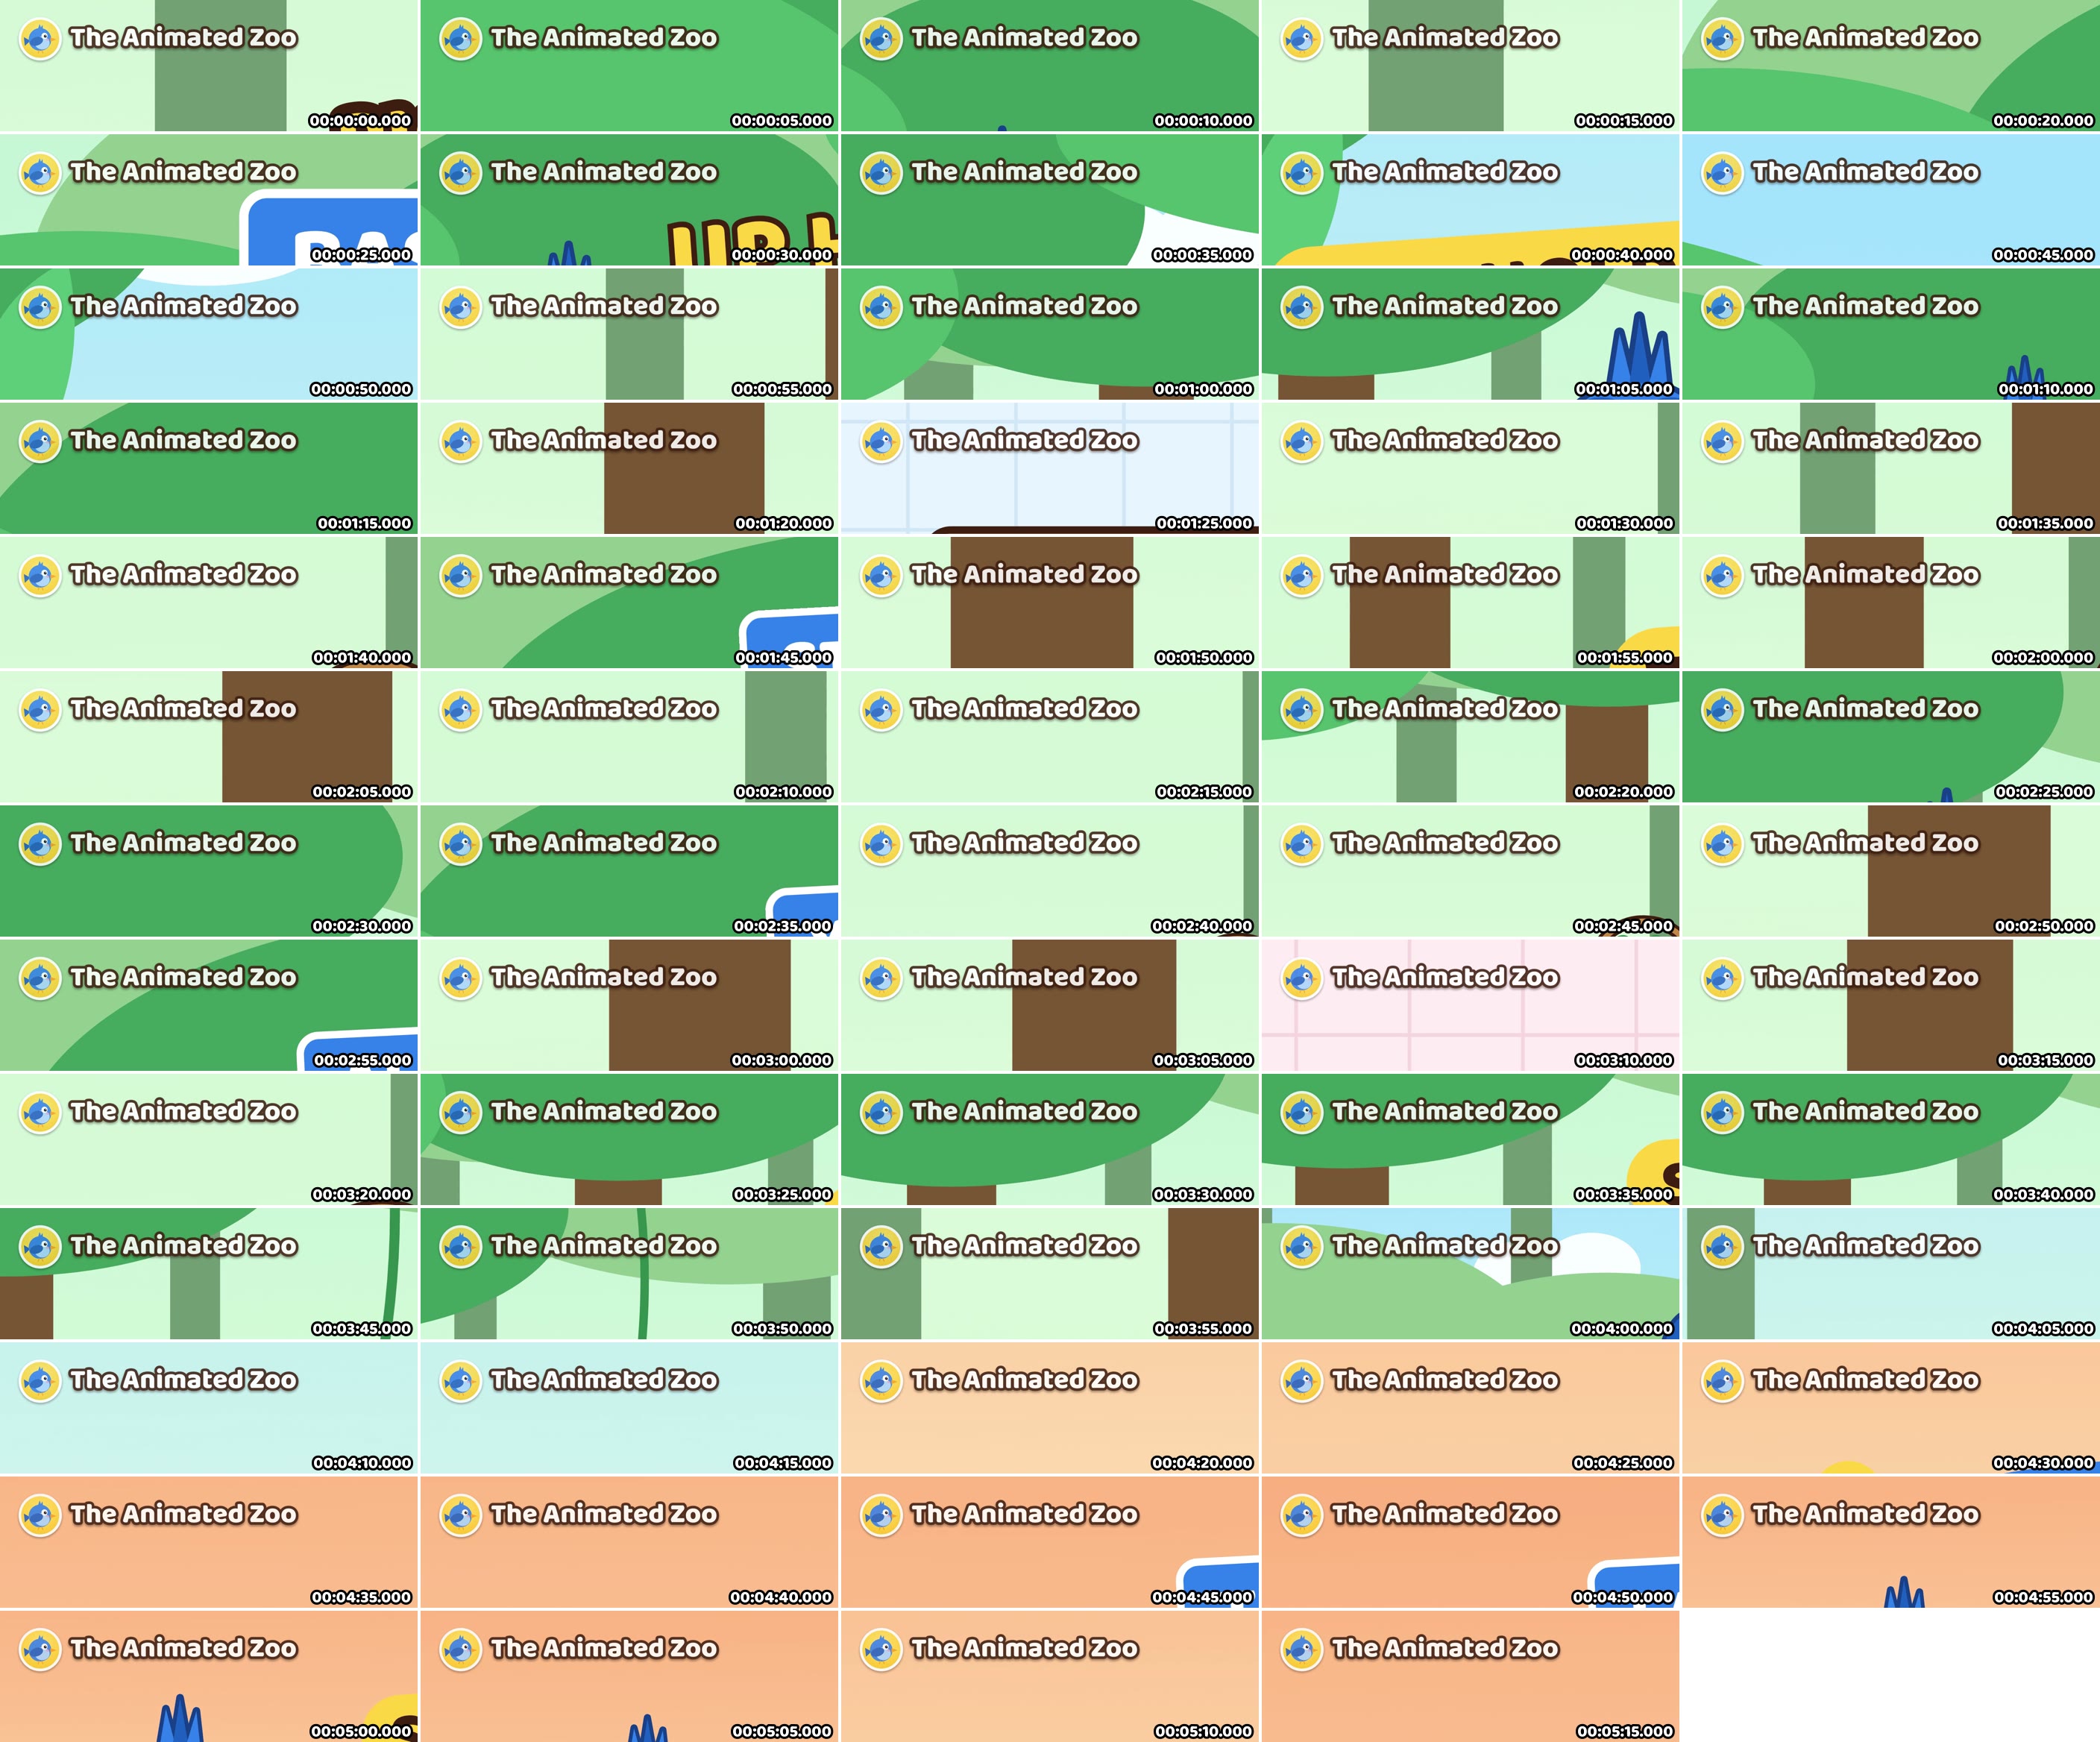 The Animated Zoo
00:00:00.000
The Animated Zoo
00:00:05.000
The Animated Zoo
00:00:10.000
The Animated Zoo
00:00:15.000
The Animated Zoo
00:00:20.000
The Animated Zoo
00:00:25.000
The Animated Zoo
UP
00:00:30.000
The Animated Zoo
00:00:35.000
The Animated Zoo
00:00:40.000
The Animated Zoo
00:00:45.000
The Animated Zoo
00:00:50.000
The Animated Zoo
00:00:55.000
The Animated Zoo
00:01:00.000
The Animated Zoo
00:01:05.000
The Animated Zoo
00:01:10.000
The Animated Zoo
00:01:15.000
The Animated Zoo
00:01:20.000
The Animated Zoo
00:01:25.000
The Animated Zoo
00:01:30.000
The Animated Zoo
00:01:35.000
The Animated Zoo
00:01:40.000
The Animated Zoo
00:01:45.000
The Animated Zoo
00:01:50.000
The Animated Zoo
00:01:55.000
The Animated Zoo
00:02:00.000
The Animated Zoo
00:02:05.000
The Animated Zoo
00:02:10.000
The Animated Zoo
00:02:15.000
The Animated Zoo
00:02:20.000
The Animated Zoo
00:02:25.000
The Animated Zoo
00:02:30.000
The Animated Zoo
00:02:35.000
The Animated Zoo
00:02:40.000
The Animated Zoo
00:02:45.000
The Animated Zoo
00:02:50.000
The Animated Zoo
00:02:55.000
The Animated Zoo
00:03:00.000
The Animated Zoo
00:03:05.000
The Animated Zoo
00:03:10.000
The Animated Zoo
00:03:15.000
The Animated Zoo
00:03:20.000
The Animated Zoo
00:03:25.000
The Animated Zoo
00:03:30.000
The Animated Zoo
00:03:35.000
The Animated Zoo
00:03:40.000
The Animated Zoo
00:03:45.000
The Animated Zoo
00:03:50.000
The Animated Zoo
00:03:55.000
The Animated Zoo
00:04:00.000
The Animated Zoo
00:04:05.000
The Animated Zoo
00:04:10.000
The Animated Zoo
00:04:15.000
The Animated Zoo
00:04:20.000
The Animated Zoo
00:04:25.000
The Animated Zoo
00:04:30.000
The Animated Zoo
00:04:35.000
The Animated Zoo
00:04:40.000
The Animated Zoo
00:04:45.000
The Animated Zoo
00:04:50.000
The Animated Zoo
00:04:55.000
The Animated Zoo
00:05:00.000
The Animated Zoo
00:05:05.000
The Animated Zoo
00:05:10.000
The Animated Zoo
00:05:15.000